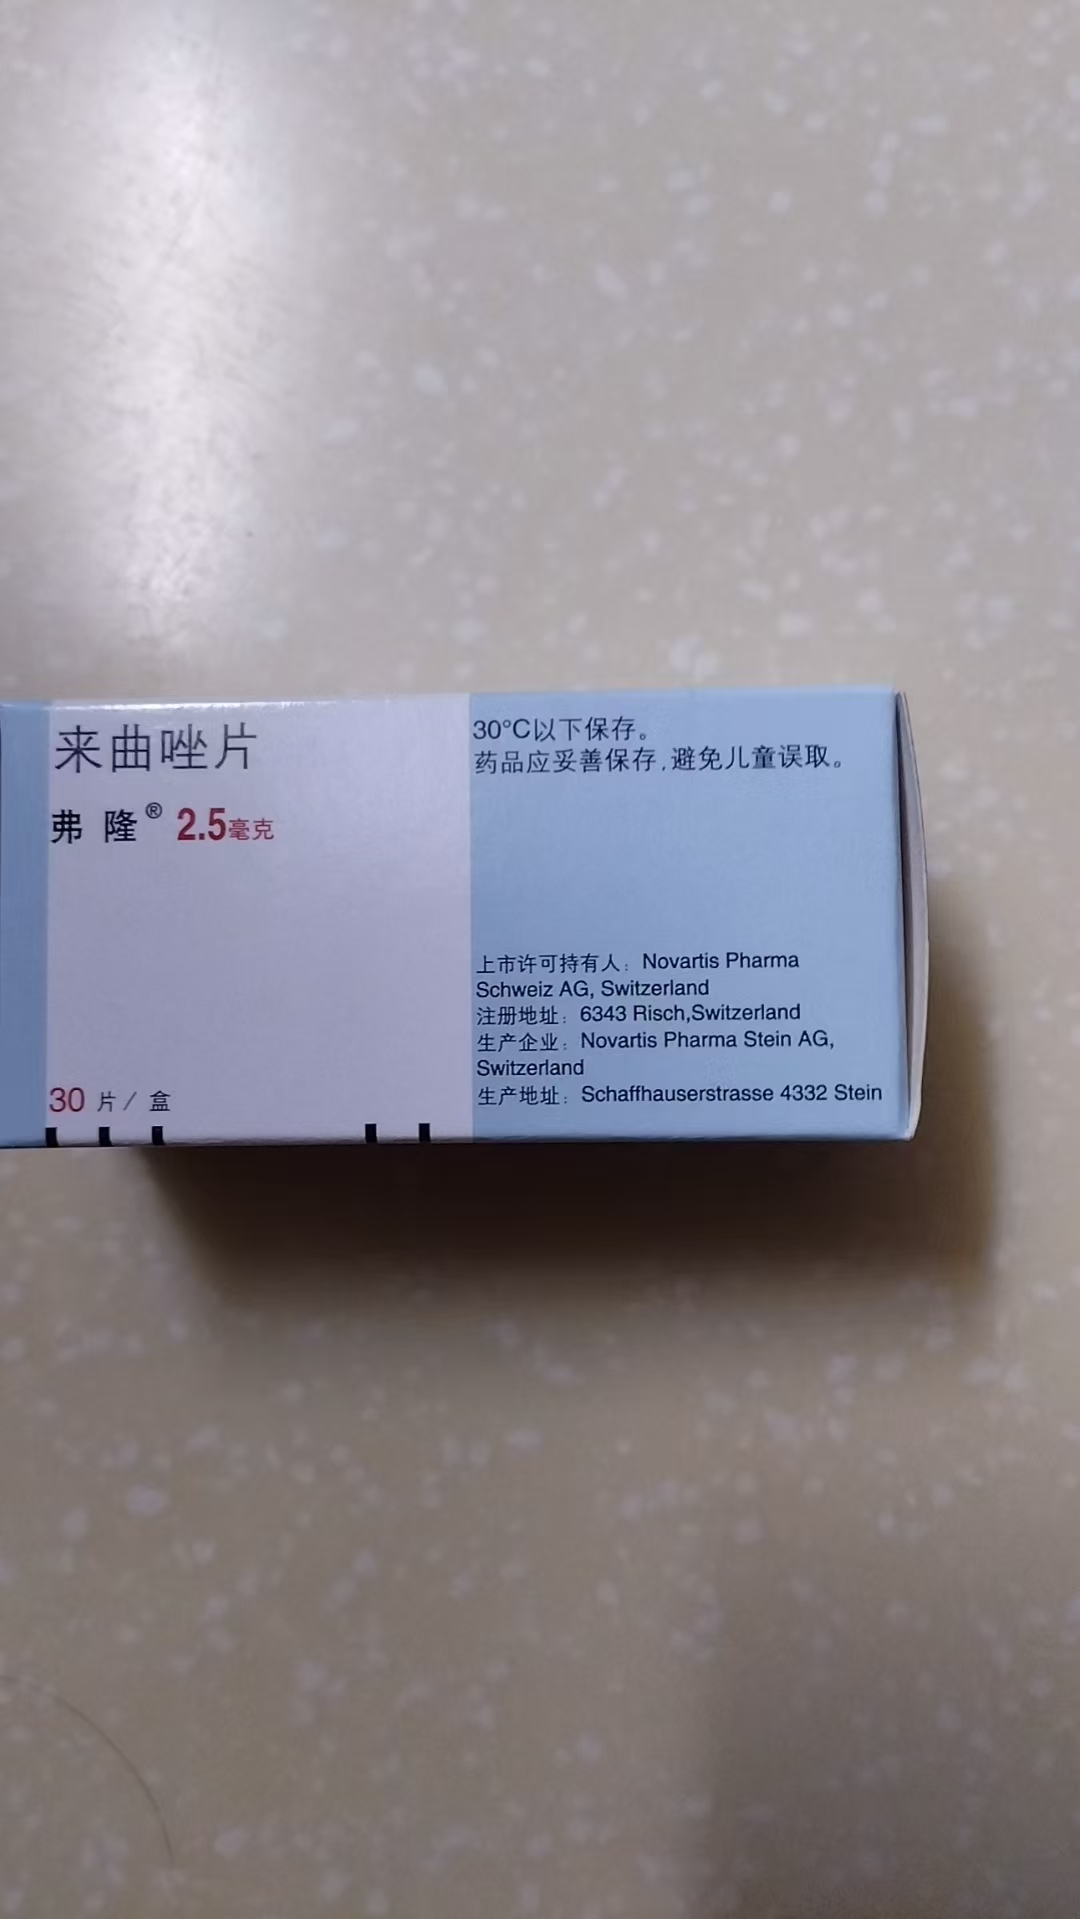 来曲唑片
弗 隆® 2.5毫克
30 片/ 盒
30°C以下保存。
药品应妥善保存,避免儿童误取。
上市许可持有人：Novartis Pharma
Schweiz AG, Switzerland
注册地址：6343 Risch,Switzerland
生产企业：Novartis Pharma Stein AG,
Switzerland
生产地址：Schaffhauserstrasse 4332 Stein